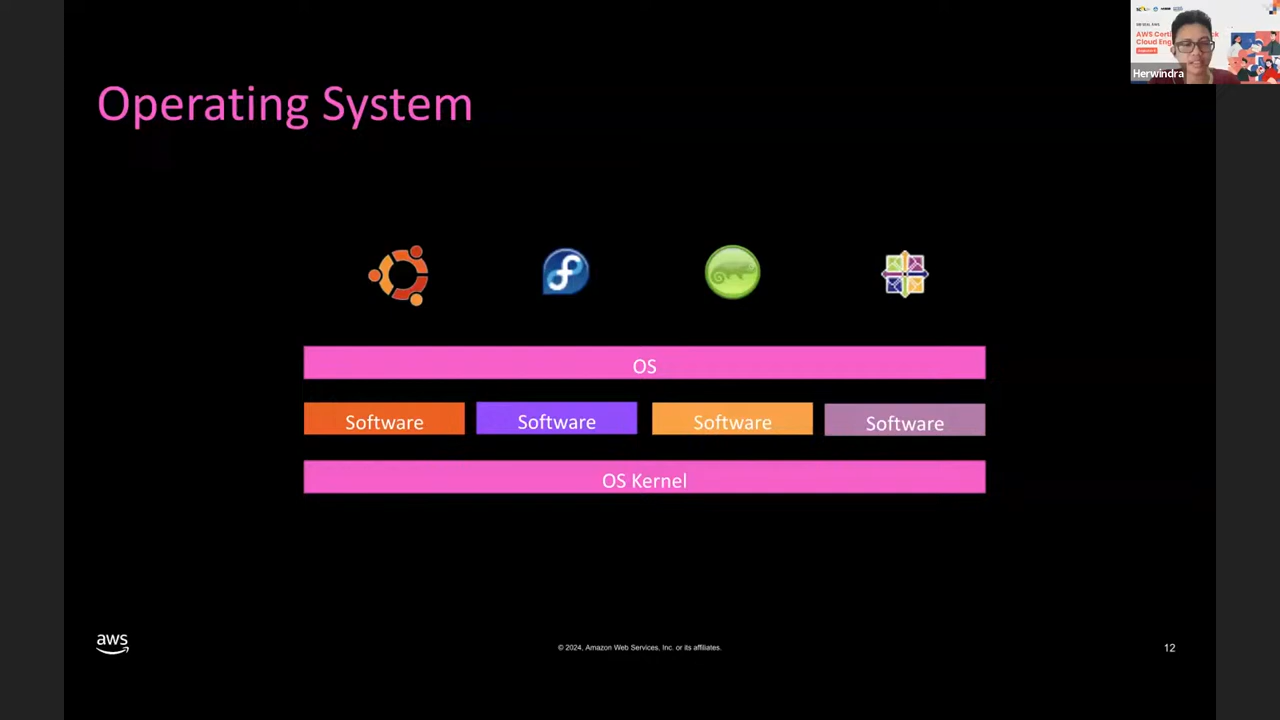 Operating System
OS
Software
Software
Software
Software
OS Kernel
aws
© 2024, Amazon Web Services, Inc. or its affiliates.
12
Herwindra